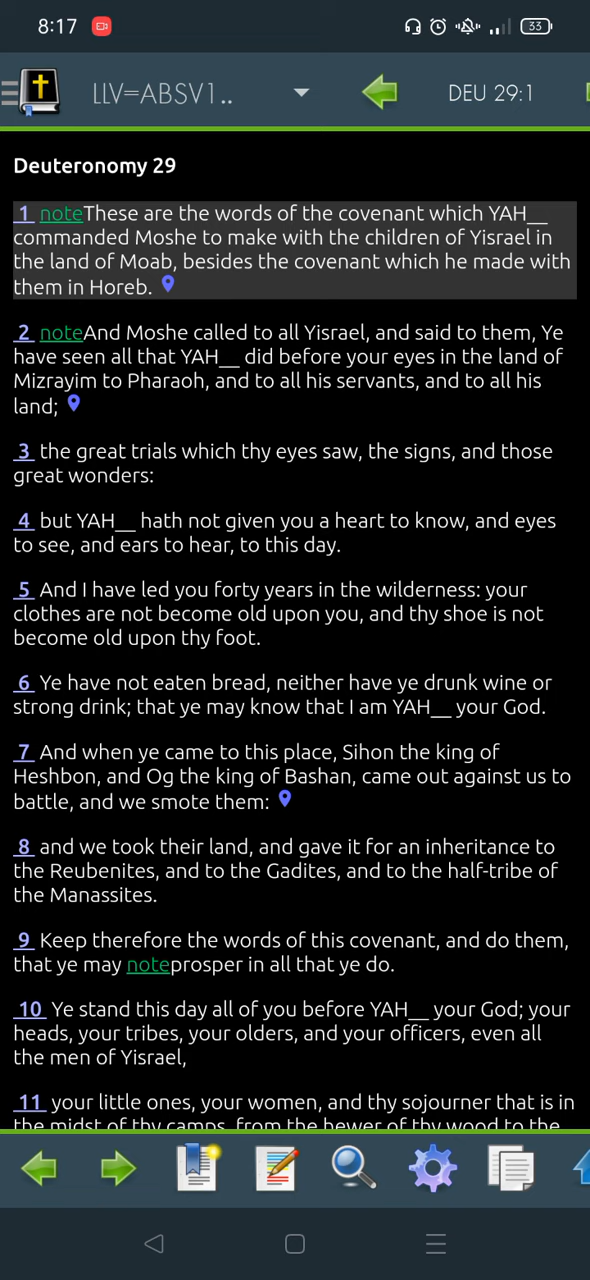 8:17
33
LLV=ABSV1..
DEU 29:1
Deuteronomy 29
1 noteThese are the words of the covenant which YAH__
commanded Moshe to make with the children of Yisrael in
the land of Moab, besides the covenant which he made with
them in Horeb.
2 noteAnd Moshe called to all Yisrael, and said to them, Ye
have seen all that YAH__ did before your eyes in the land of
Mizrayim to Pharaoh, and to all his servants, and to all his
land;
3 the great trials which thy eyes saw, the signs, and those
great wonders:
4 but YAH__ hath not given you a heart to know, and eyes
to see, and ears to hear, to this day.
5 And I have led you forty years in the wilderness: your
clothes are not become old upon you, and thy shoe is not
become old upon thy foot.
6 Ye have not eaten bread, neither have ye drunk wine or
strong drink; that ye may know that I am YAH__ your God.
7 And when ye came to this place, Sihon the king of
Heshbon, and Og the king of Bashan, came out against us to
battle, and we smote them:
8 and we took their land, and gave it for an inheritance to
the Reubenites, and to the Gadites, and to the half-tribe of
the Manassites.
9 Keep therefore the words of this covenant, and do them,
that ye may noteprosper in all that ye do.
10 Ye stand this day all of you before YAH__ your God; your
heads, your tribes, your olders, and your officers, even all
the men of Yisrael,
11 your little ones, your women, and thy sojourner that is in
the midst of thy camps, from the hewer of thy wood to the